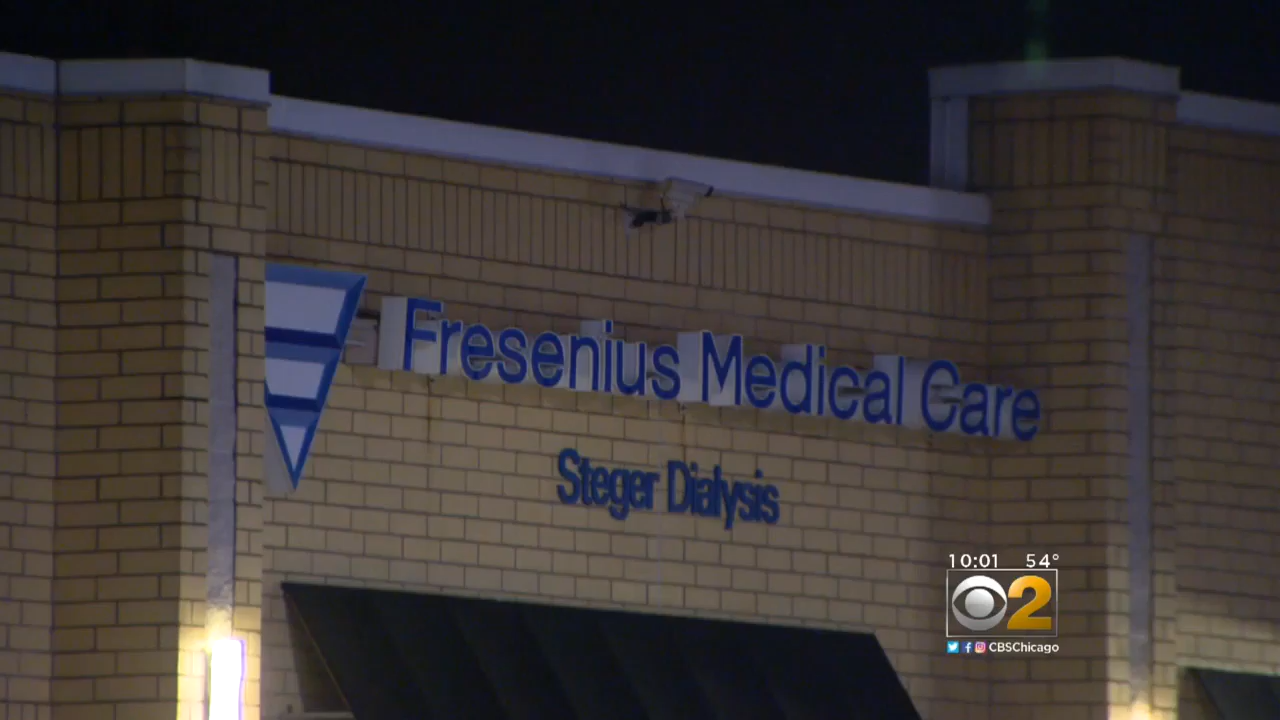 Fresenius Medical Care
Steger Dialysis
10:01 54°
2
CBSChicago